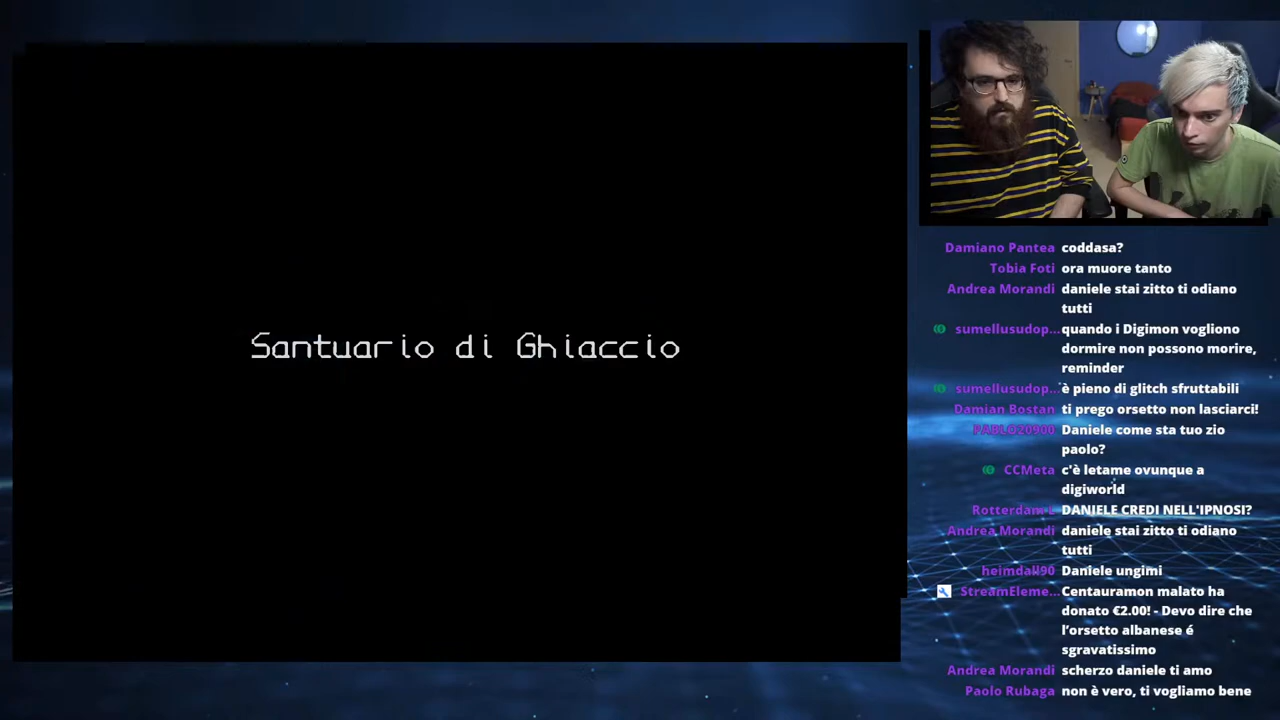 Santuario di Ghiaccio
Damiano Pantea coddasa?
Tobia Foti ora muore tanto
Andrea Morandi daniele stai zitto ti odiano
tutti
sumellusudop... quando i Digimon vogliono
dormire non possono morire,
reminder
sumellusudop... è pieno di glitch sfruttabili
Damian Bostan ti prego orsetto non lasciarci!
PABLO20900 Daniele come sta tuo zio
paolo?
CCMeta c'è letame ovunque a
digiworld
Rotterdam L DANIELE CREDI NELL'IPNOSI?
Andrea Morandi daniele stai zitto ti odiano
tutti
heimdall90 Daniele ungimi
StreamEleme... Centauramon malato ha
donato €2.00! - Devo dire che
l'orsetto albanese é
sgravatissimo
Andrea Morandi scherzo daniele ti amo
Paolo Rubaga non è vero, ti vogliamo bene